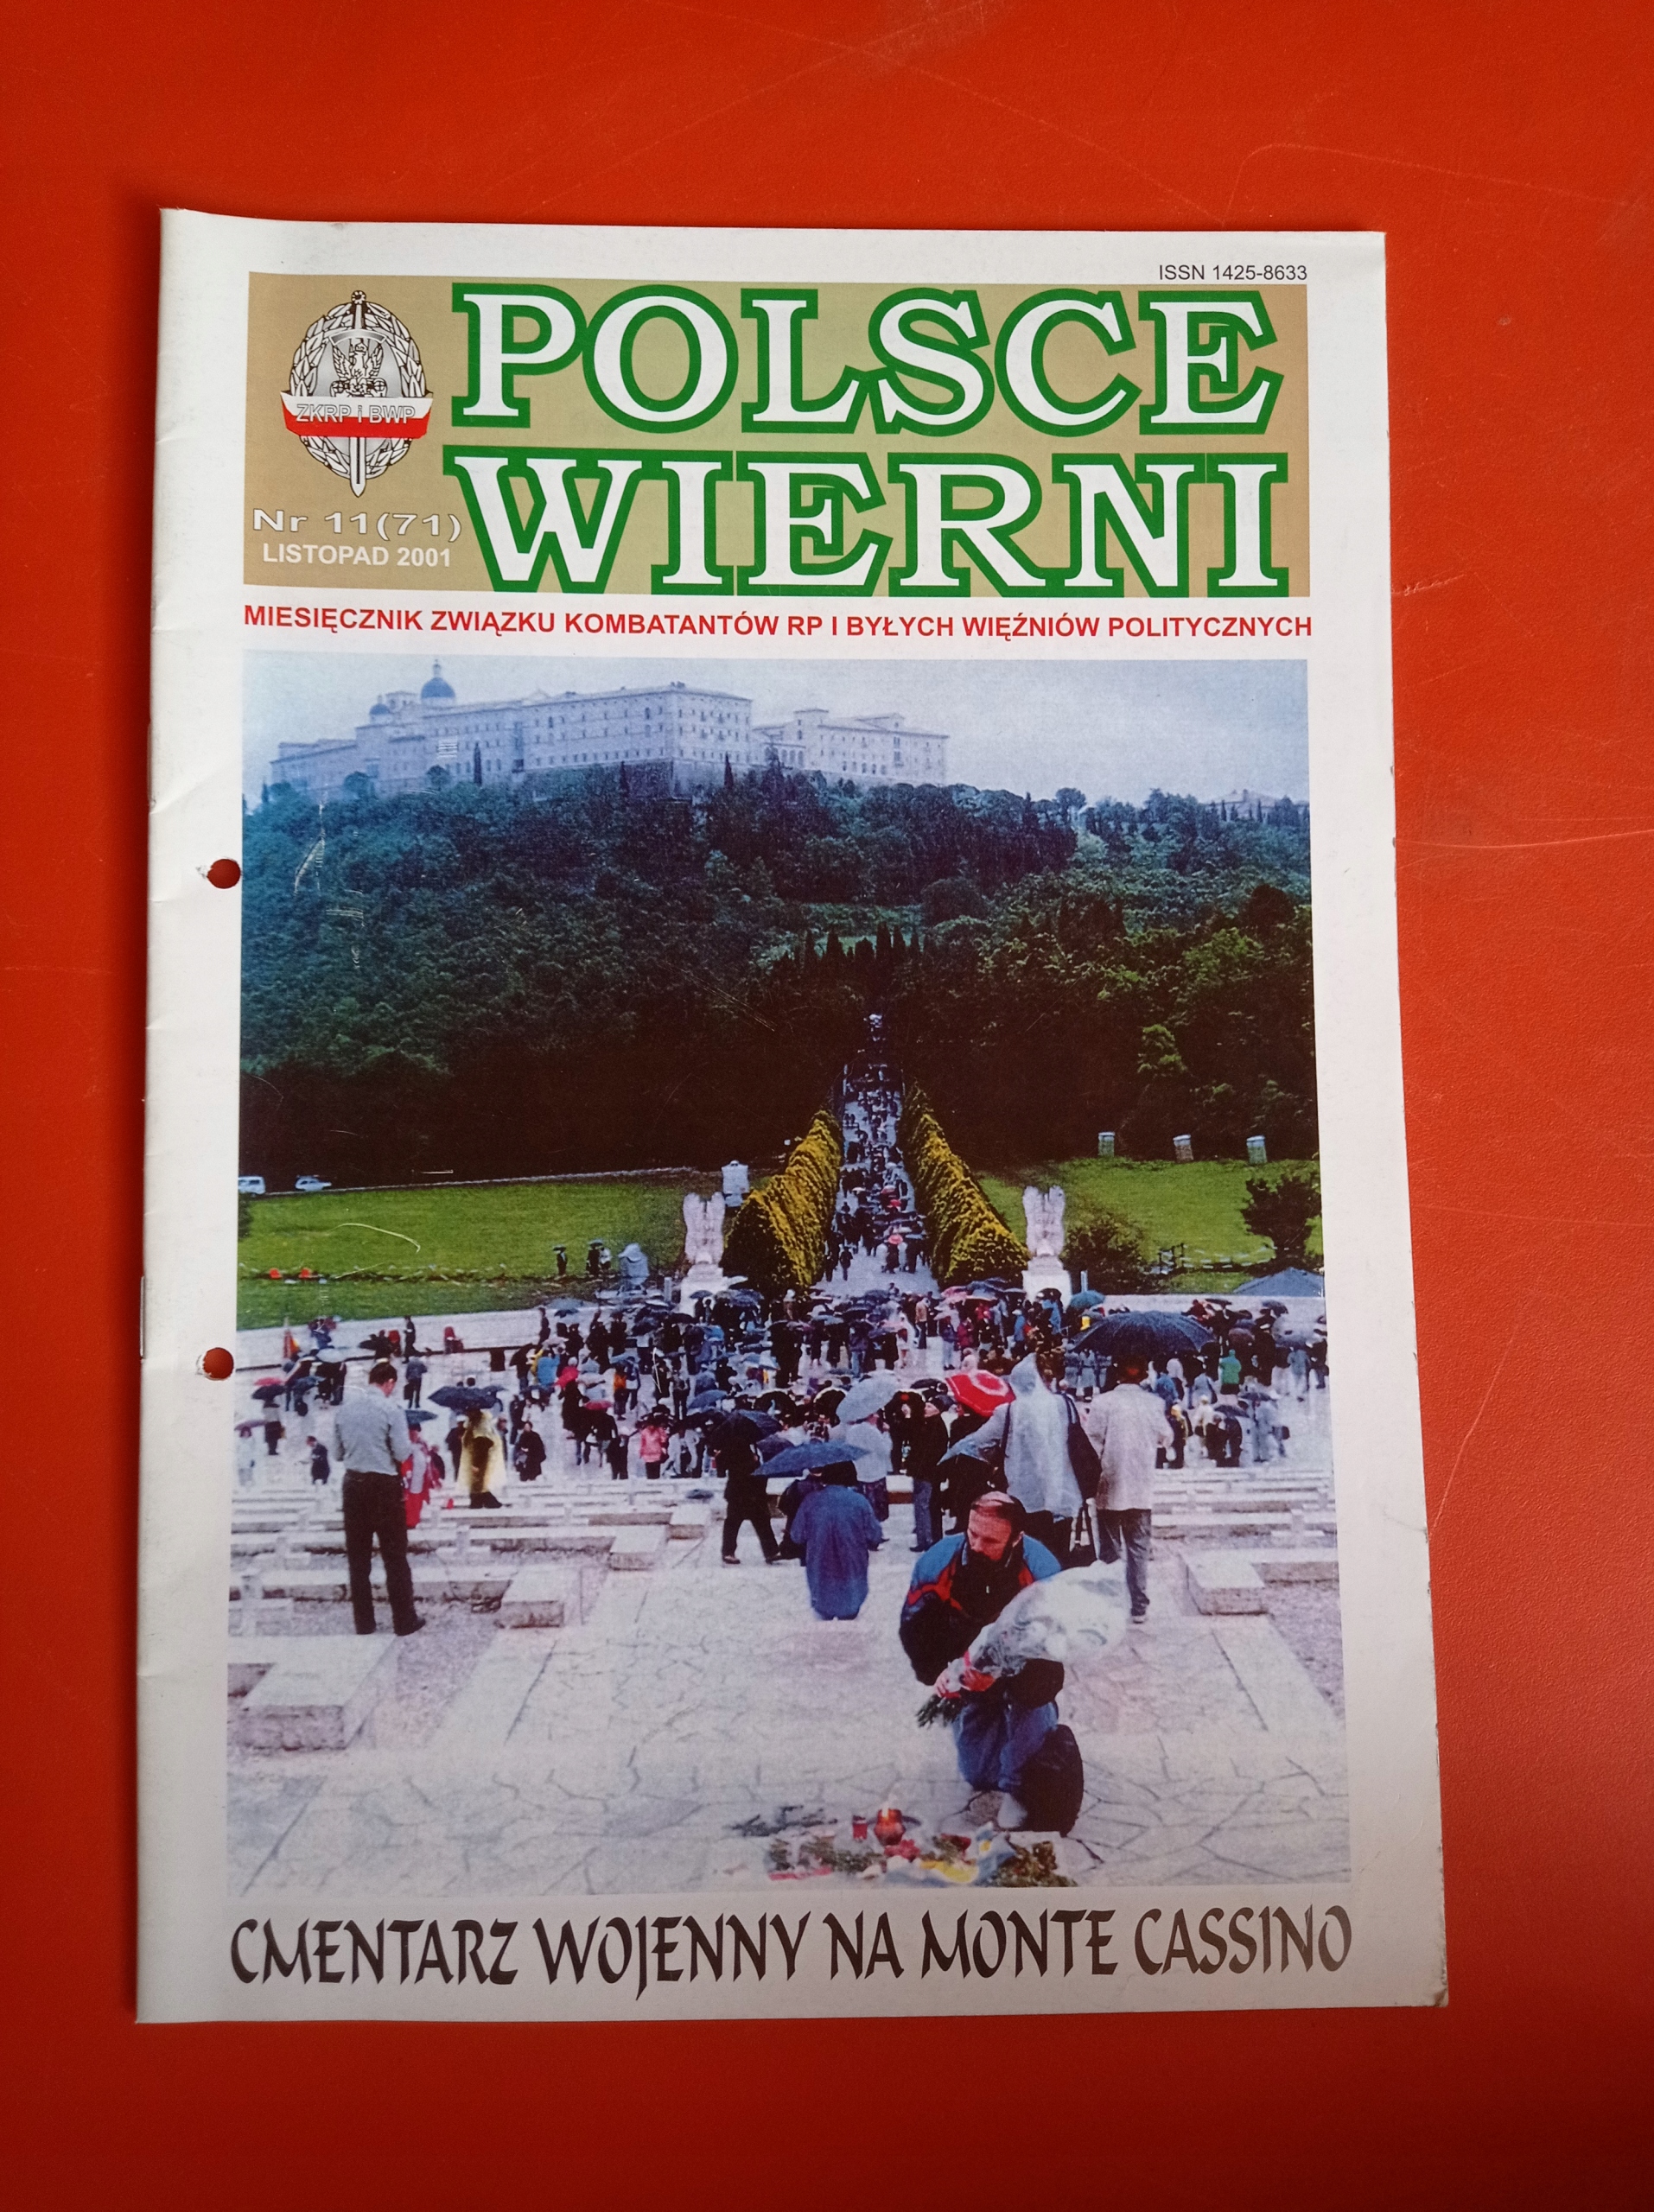 ISSN 1425-8633
POLSCE
WIERNI
ZKRP i BWP
Nr 11(71)
LISTOPAD 2001
MIESIĘCZNIK ZWIĄZKU KOMBATANTÓW RP I BYŁYCH WIĘŹNIÓW POLITYCZNYCH
CMENTARZ WOJENNY NA MONTE CASSINO